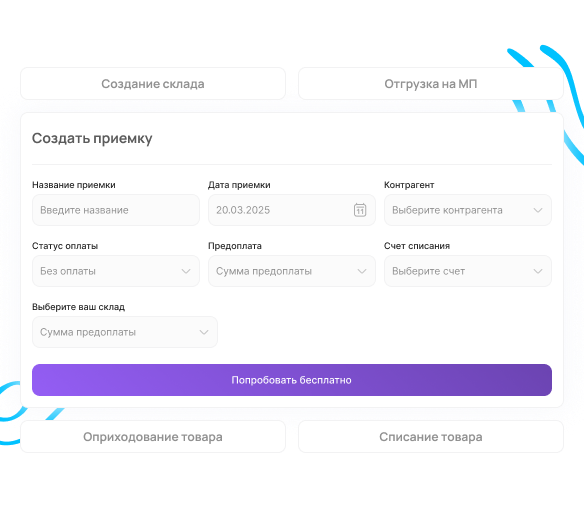 Создание склада
Отгрузка на МП
Создать приемку
Название приемки
Дата приемки
Контрагент
Введите название
20.03.2025
11
Выберите контрагента
Статус оплаты
Предоплата
Счет списания
Без оплаты
Сумма предоплаты
Выберите счет
Выберите ваш склад
Сумма предоплаты
Попробовать бесплатно
Оприходование товара
Списание товара